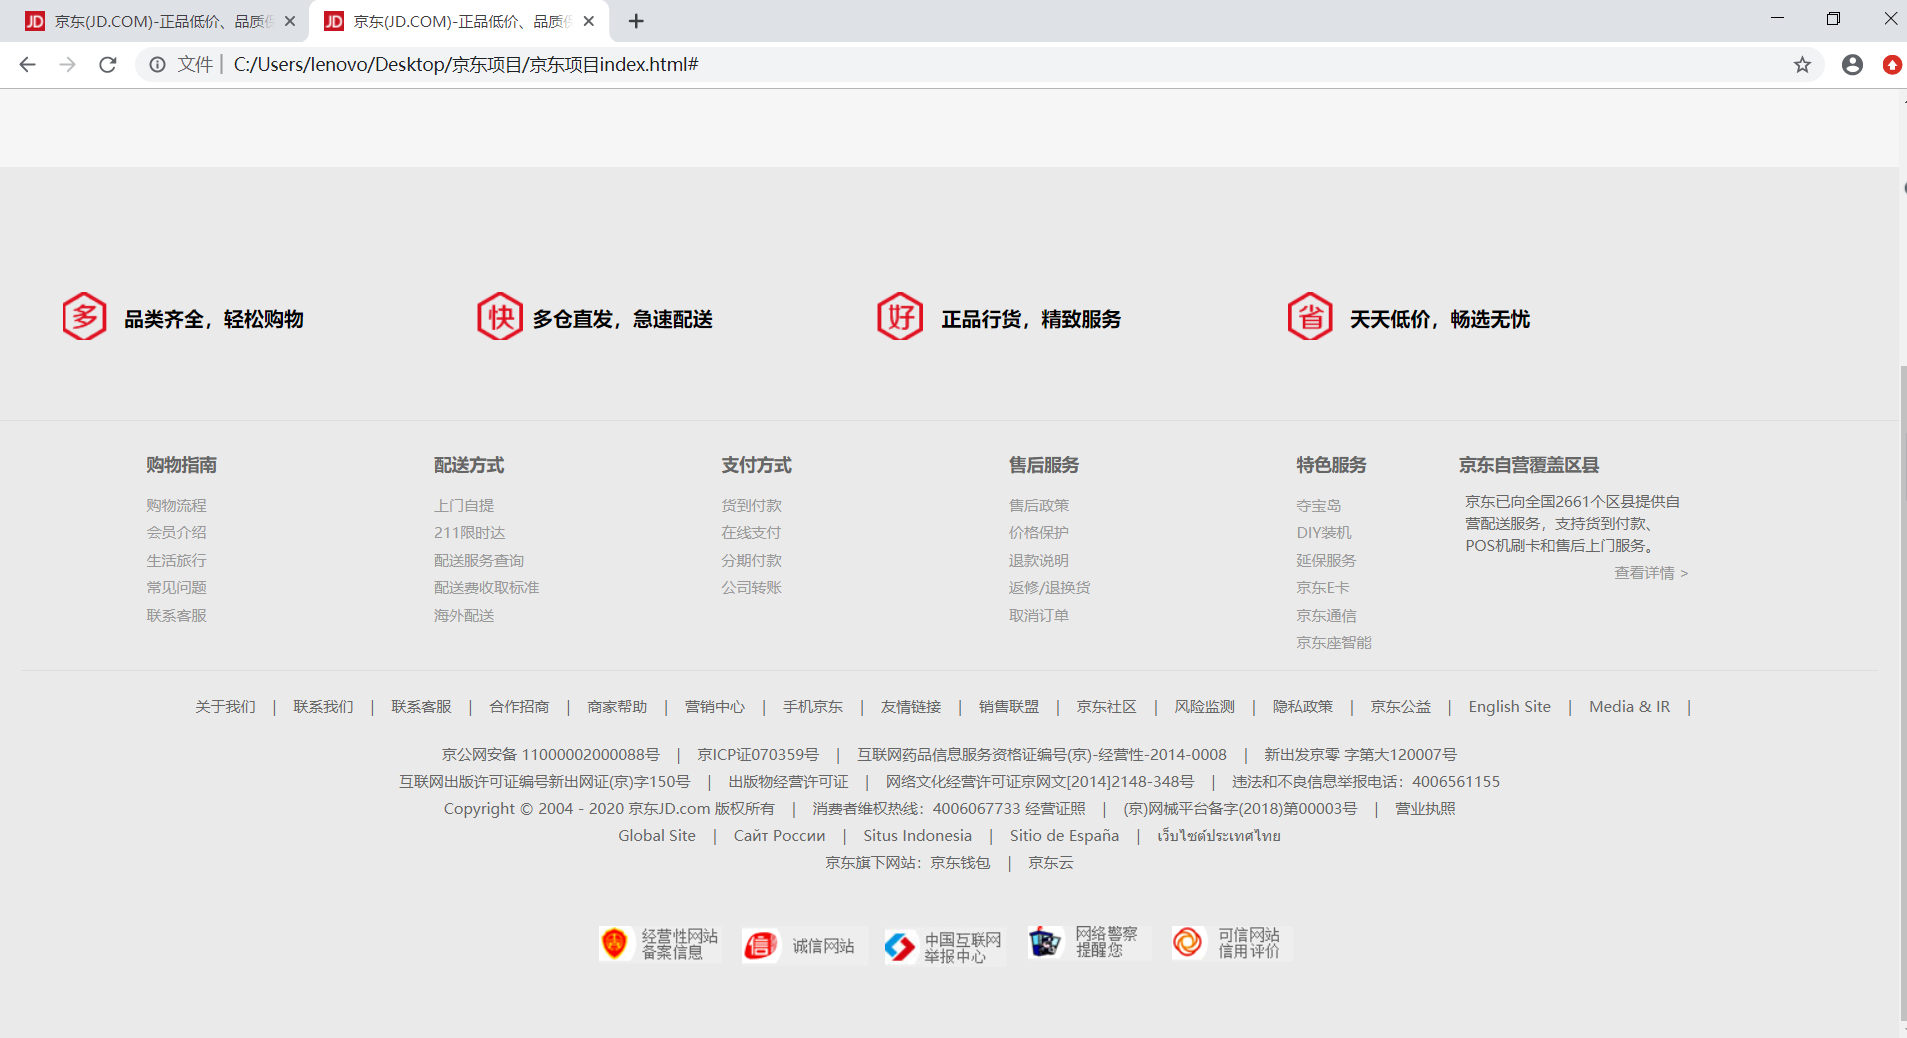 JD 京东(JD.COM)-正品低价、品质保
JD 京东(JD.COM)-正品低价、品质保
文件 | C:/Users/lenovo/Desktop/京东项目/京东项目index.html#
多 品类齐全，轻松购物
快 多仓直发，急速配送
好 正品行货，精致服务
省 天天低价，畅选无忧
购物指南
购物流程
会员介绍
生活旅行
常见问题
联系客服
配送方式
上门自提
211限时达
配送服务查询
配送费收取标准
海外配送
支付方式
货到付款
在线支付
分期付款
公司转账
售后服务
售后政策
价格保护
退款说明
返修/退换货
取消订单
特色服务
夺宝岛
DIY装机
延保服务
京东E卡
京东通信
京东座智能
京东自营覆盖区县
京东已向全国2661个区县提供自
营配送服务，支持货到付款、
POS机刷卡和售后上门服务。
查看详情 >
关于我们 | 联系我们 | 联系客服 | 合作招商 | 商家帮助 | 营销中心 | 手机京东 | 友情链接 | 销售联盟 | 京东社区 | 风险监测 | 隐私政策 | 京东公益 | English Site | Media & IR |
京公网安备 11000002000088号 | 京ICP证070359号 | 互联网药品信息服务资格证编号(京)-经营性-2014-0008 | 新出发京零 字第大120007号
互联网出版许可证编号新出网证(京)字150号 | 出版物经营许可证 | 网络文化经营许可证京网文[2014]2148-348号 | 违法和不良信息举报电话：4006561155
Copyright © 2004 - 2020 京东JD.com 版权所有 | 消费者维权热线：4006067733 经营证照 | (京)网械平台备字(2018)第00003号 | 营业执照
Global Site | Сайт России | Situs Indonesia | Sitio de España | เว็บไซต์ประเทศไทย
京东旗下网站：京东钱包 | 京东云
经营性网站
备案信息
信 诚信网站
中国互联网
举报中心
网络警察
提醒您
可信网站
信用评价